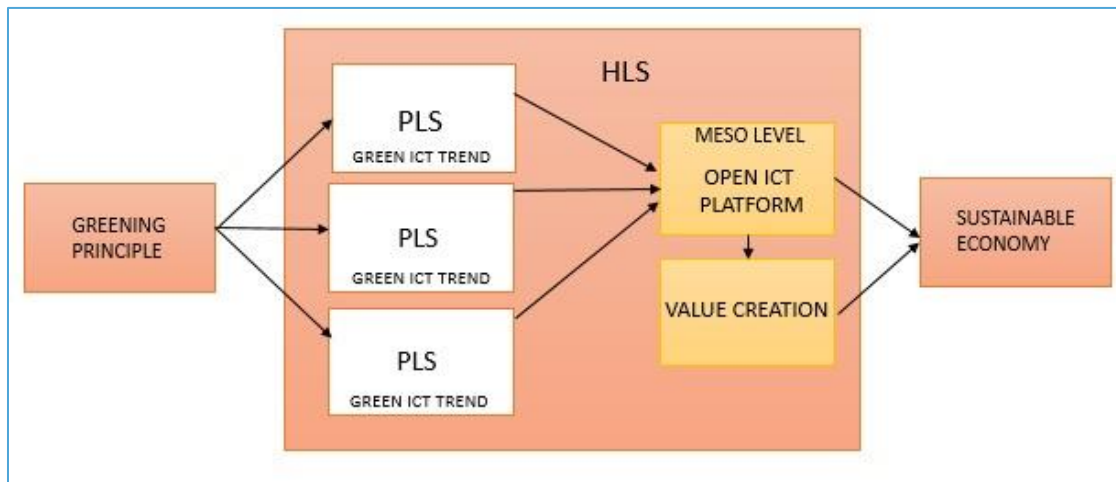 HLS
PLS
GREEN ICT TREND
MESO LEVEL
OPEN ICT
PLATFORM
GREENING
PRINCIPLE
PLS
GREEN ICT TREND
SUSTAINABLE
ECONOMY
VALUE CREATION
PLS
GREEN ICT TREND